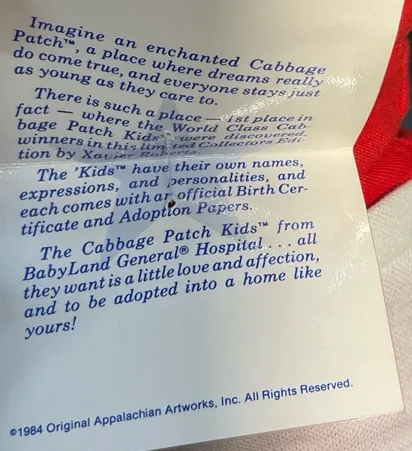 Imagine an enchanted Cabbage
Patch™, a place where dreams really
do come true, and everyone stays just
as young as they care to.
There is such a place — 1st place in
fact — where the World Class Cab-
bage Patch Kids™ were discovered,
winners in this limited Collectors Edi-
tion by Xavier Roberts.
The 'Kids™ have their own names,
expressions, and personalities, and
each comes with an official Birth Cer-
tificate and Adoption Papers.
The Cabbage Patch Kids™ from
BabyLand General® Hospital . . . all
they want is a little love and affection,
and to be adopted into a home like
yours!
©1984 Original Appalachian Artworks, Inc. All Rights Reserved.